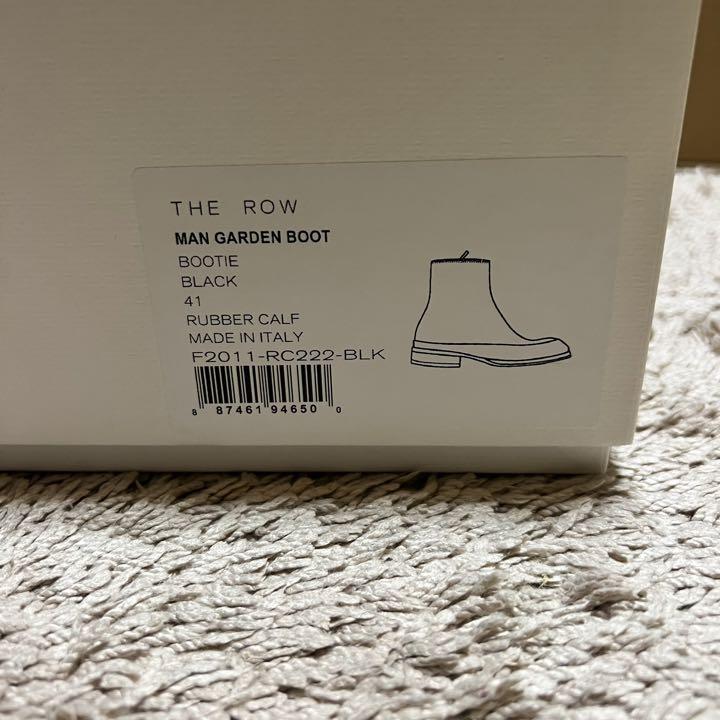 THE ROW
MAN GARDEN BOOT
BOOTIE
BLACK
41
RUBBER CALF
MADE IN ITALY
F2011-RC222-BLK
8 87461 94650 0